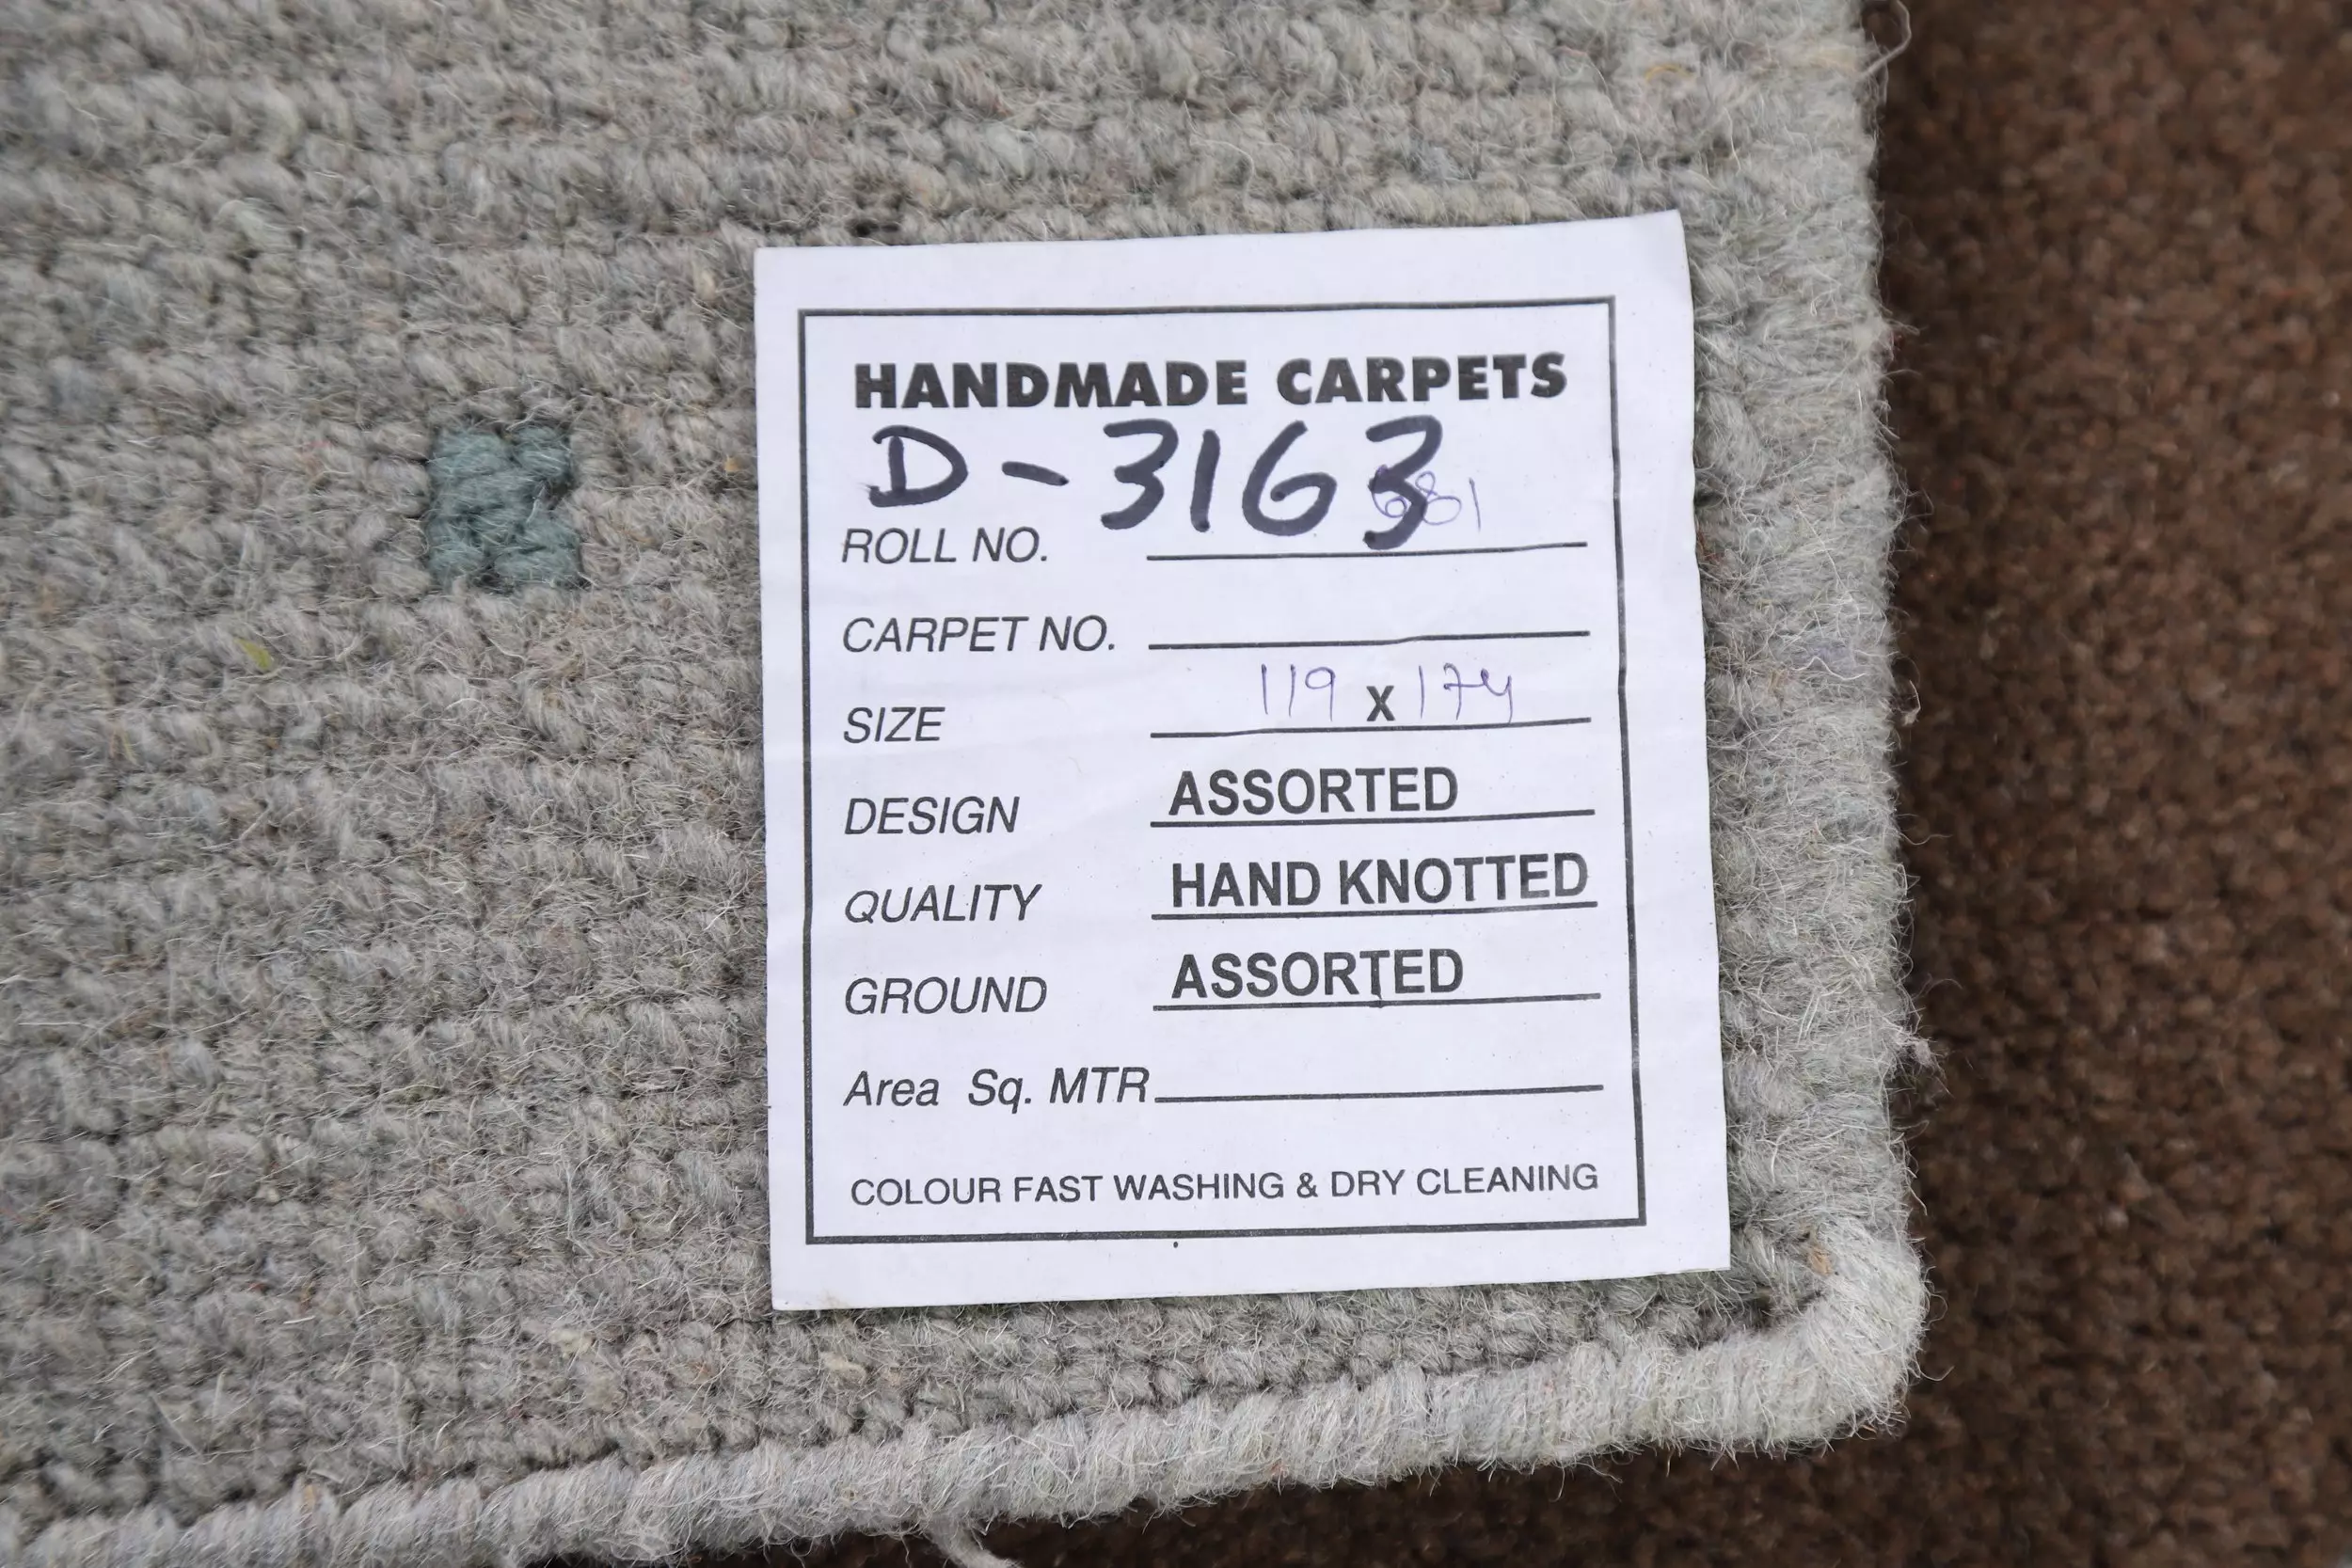 HANDMADE CARPETS
D-3163
ROLL NO. 681
CARPET NO.
SIZE 119 x 174
DESIGN ASSORTED
QUALITY HAND KNOTTED
GROUND ASSORTED
Area Sq. MTR
COLOUR FAST WASHING & DRY CLEANING